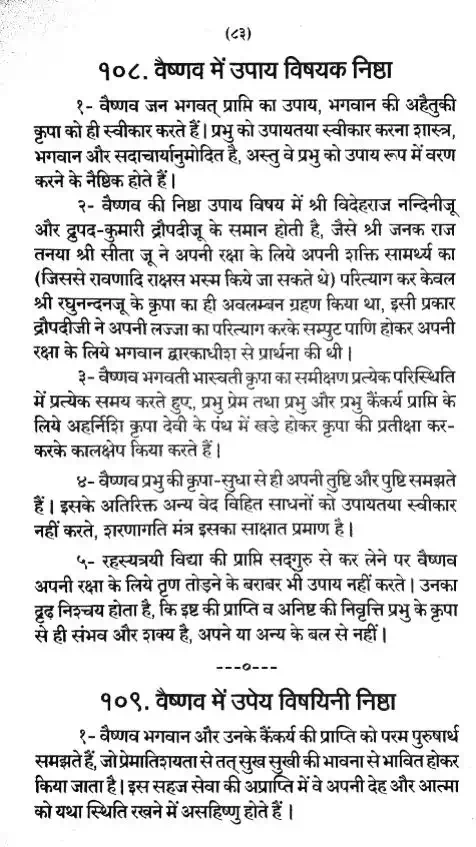 (८३)
१०८. वैष्णव में उपाय विषयक निष्ठा
१- वैष्णव जन भगवत् प्राप्ति का उपाय, भगवान की अहैतुकी
कृपा को ही स्वीकार करते हैं। प्रभु को उपायतया स्वीकार करना शास्त्र,
भगवान और सदाचार्यानुमोदित है, अस्तु वे प्रभु को उपाय रूप में वरण
करने के नैष्ठिक होते हैं।
२- वैष्णव की निष्ठा उपाय विषय में श्री विदेहराज नन्दिनीजू
और द्रुपद-कुमारी द्रौपदीजू के समान होती है, जैसे श्री जनक राज
तनया श्री सीता जू ने अपनी रक्षा के लिये अपनी शक्ति सामर्थ्य का
(जिससे रावणादि राक्षस भस्म किये जा सकते थे) परित्याग कर केवल
श्री रघुनन्दनजू के कृपा का ही अवलम्बन ग्रहण किया था, इसी प्रकार
द्रौपदीजी ने अपनी लज्जा का परित्याग करके सम्पुट पाणि होकर अपनी
रक्षा के लिये भगवान द्वारकाधीश से प्रार्थना की थी।
३- वैष्णव भगवती भास्वती कृपा का समीक्षण प्रत्येक परिस्थिति
में प्रत्येक समय करते हुए, प्रभु प्रेम तथा प्रभु और प्रभु कैंकर्य प्राप्ति के
लिये अहर्निशि कृपा देवी के पंथ में खड़े होकर कृपा की प्रतीक्षा कर-
करके कालक्षेप किया करते हैं।
४- वैष्णव प्रभु की कृपा-सुधा से ही अपनी तुष्टि और पुष्टि समझते
हैं। इसके अतिरिक्त अन्य वेद विहित साधनों को उपायतया स्वीकार
नहीं करते, शरणागति मंत्र इसका साक्षात प्रमाण है।
५- रहस्यत्रयी विद्या की प्राप्ति सद्गुरु से कर लेने पर वैष्णव
अपनी रक्षा के लिये तृण तोड़ने के बराबर भी उपाय नहीं करते। उनका
दृढ़ निश्चय होता है, कि इष्ट की प्राप्ति व अनिष्ट की निवृत्ति प्रभु के कृपा
से ही संभव और शक्य है, अपने या अन्य के बल से नहीं।
---०---
१०९. वैष्णव में उपेय विषयिनी निष्ठा
१- वैष्णव भगवान और उनके कैंकर्य की प्राप्ति को परम पुरुषार्थ
समझते हैं, जो प्रेमातिशयता से तत् सुख सुखी की भावना से भावित होकर
किया जाता है। इस सहज सेवा की अप्राप्ति में वे अपनी देह और आत्मा
को यथा स्थिति रखने में असहिष्णु होते हैं।